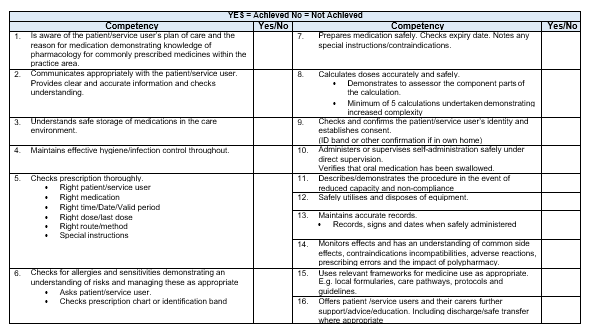 YES = Achieved No = Not Achieved
Competency
Yes/No
Competency
Yes/No
1. Is aware of the patient/service user's plan of care and the
reason for medication demonstrating knowledge of
pharmacology for commonly prescribed medicines within the
practice area.
2. Communicates appropriately with the patient/service user.
Provides clear and accurate information and checks
understanding.
3. Understands safe storage of medications in the care
environment.
4. Maintains effective hygiene/infection control throughout.
5. Checks prescription thoroughly.
• Right patient/service user
• Right medication
• Right time/Date/Valid period
• Right dose/last dose
• Right route/method
• Special instructions
6. Checks for allergies and sensitivities demonstrating an
understanding of risks and managing these as appropriate
• Asks patient/service user.
• Checks prescription chart or identification band
7. Prepares medication safely. Checks expiry date. Notes any
special instructions/contraindications.
8. Calculates doses accurately and safely.
• Demonstrates to assessor the component parts of
the calculation.
• Minimum of 5 calculations undertaken demonstrating
increased complexity
9. Checks and confirms the patient/service user's identity and
establishes consent.
(ID band or other confirmation if in own home)
10. Administers or supervises self-administration safely under
direct supervision.
Verifies that oral medication has been swallowed.
11. Describes/demonstrates the procedure in the event of
reduced capacity and non-compliance
12. Safely utilises and disposes of equipment.
13. Maintains accurate records.
• Records, signs and dates when safely administered
14. Monitors effects and has an understanding of common side
effects, contraindications incompatibilities, adverse reactions,
prescribing errors and the impact of polypharmacy.
15. Uses relevant frameworks for medicine use as appropriate.
E.g. local formularies, care pathways, protocols and
guidelines.
16. Offers patient /service users and their carers further
support/advice/education. Including discharge/safe transfer
where appropriate